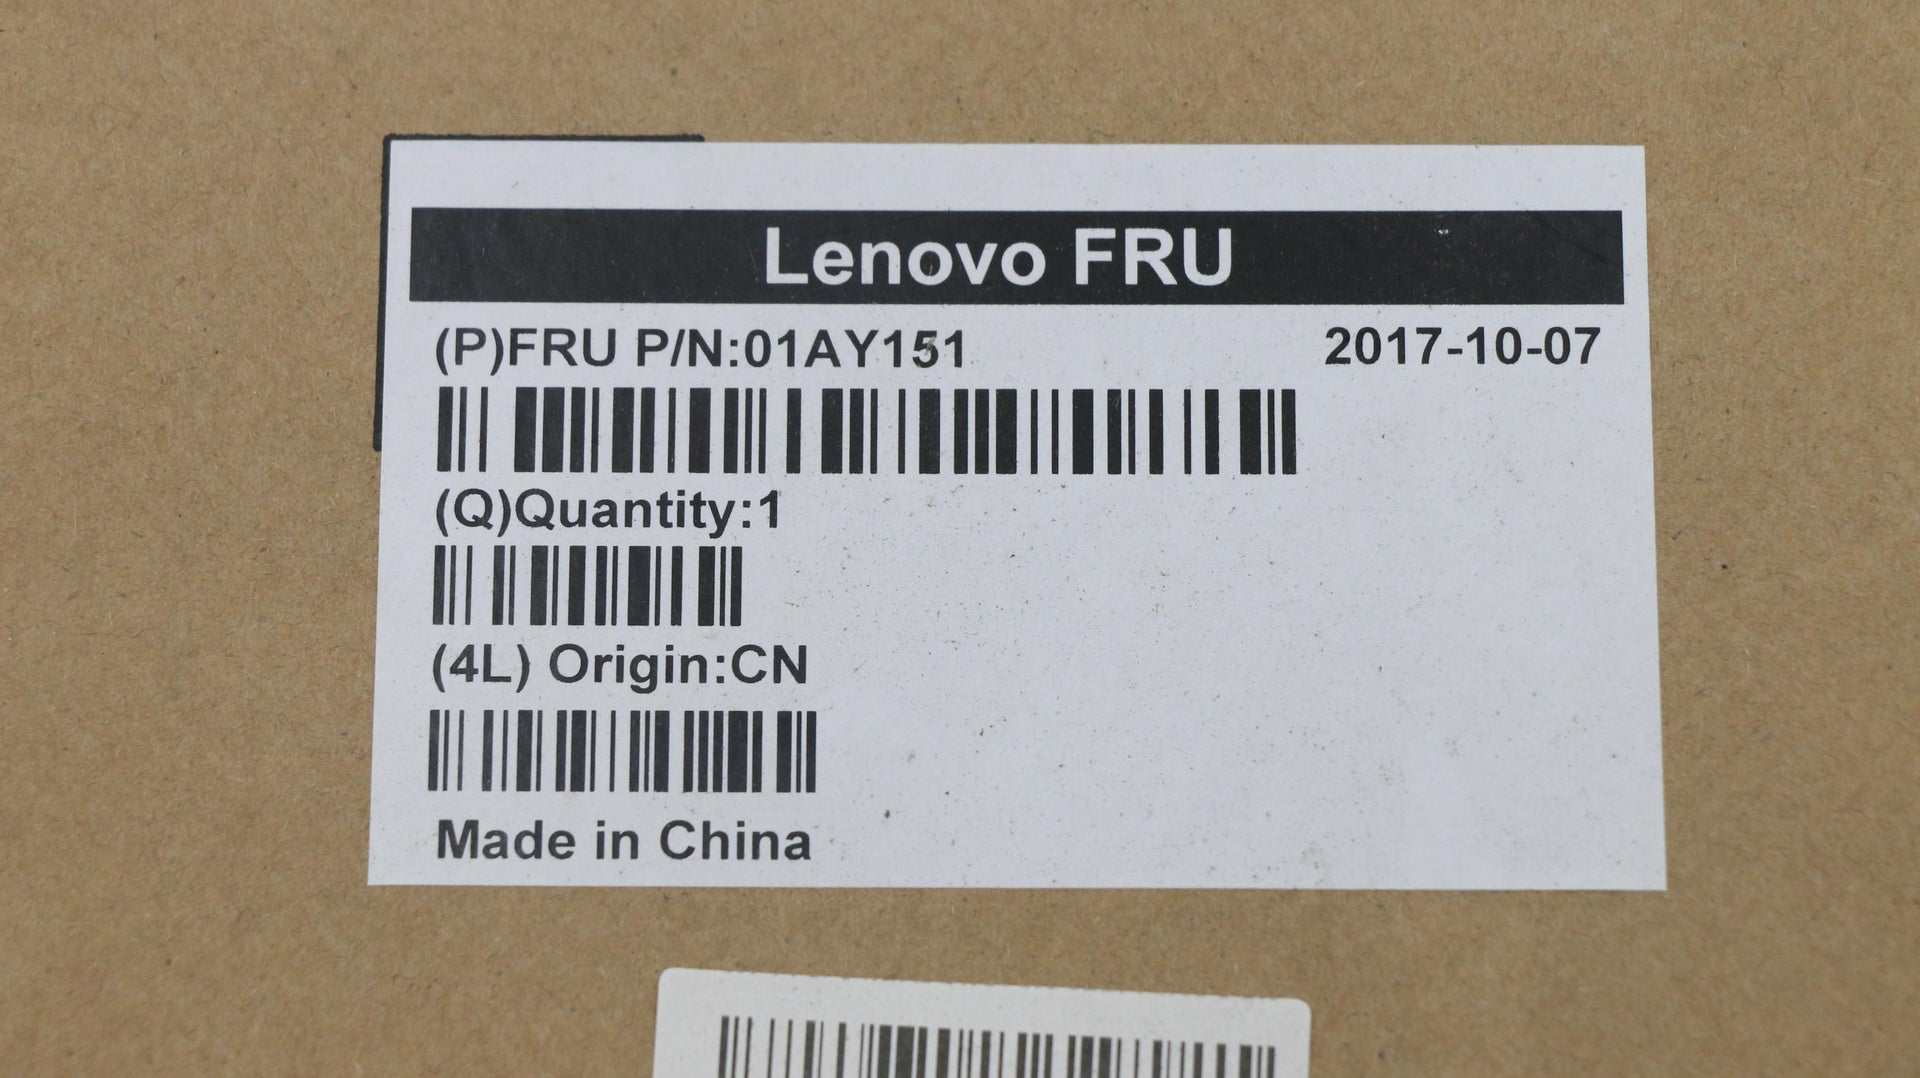 Lenovo FRU
(P)FRU P/N:01AY151 2017-10-07
(Q)Quantity:1
(4L) Origin:CN
Made in China